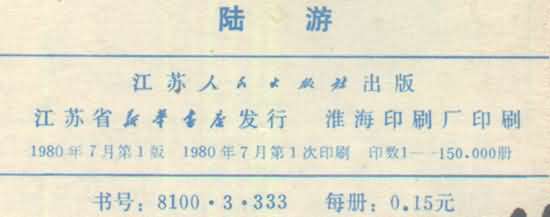 陆 游
江苏人民出版社出版
江苏省新华书店发行 淮海印刷厂印刷
1980年7月第1版 1980年7月第1次印刷 印数1—150.000册
书号：8100·3·333 每册：0.15元